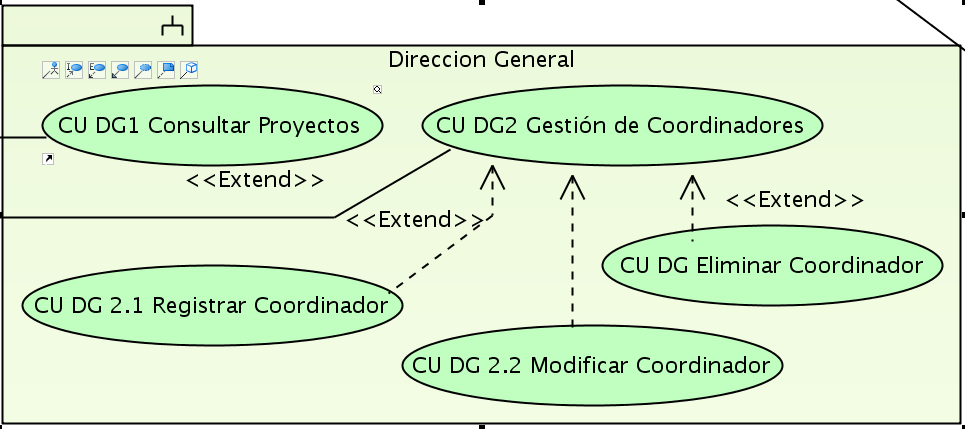 Direccion General
CU DG1 Consultar Proyectos
CU DG2 Gestión de Coordinadores
<<Extend>>
<<Extend>>
<<Extend>>
CU DG Eliminar Coordinador
CU DG 2.1 Registrar Coordinador
CU DG 2.2 Modificar Coordinador